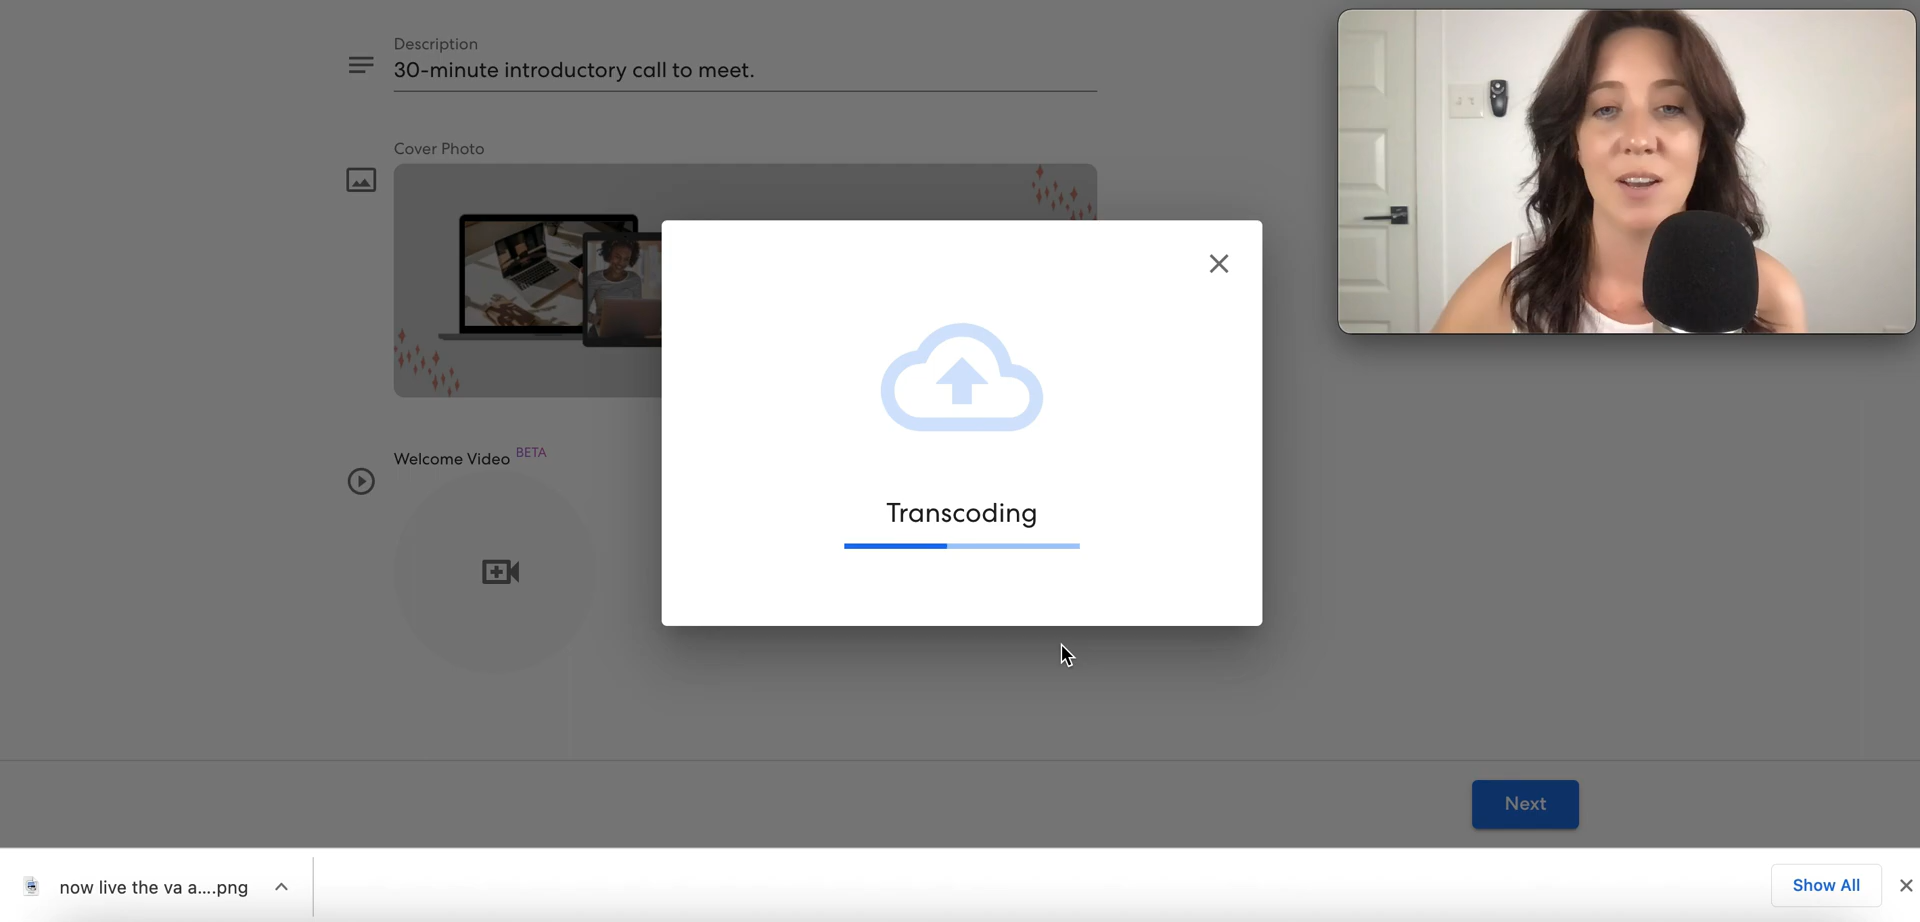 Description
30-minute introductory call to meet.
Cover Photo
Welcome Video BETA
Transcoding
Next
now live the va a....png
Show All